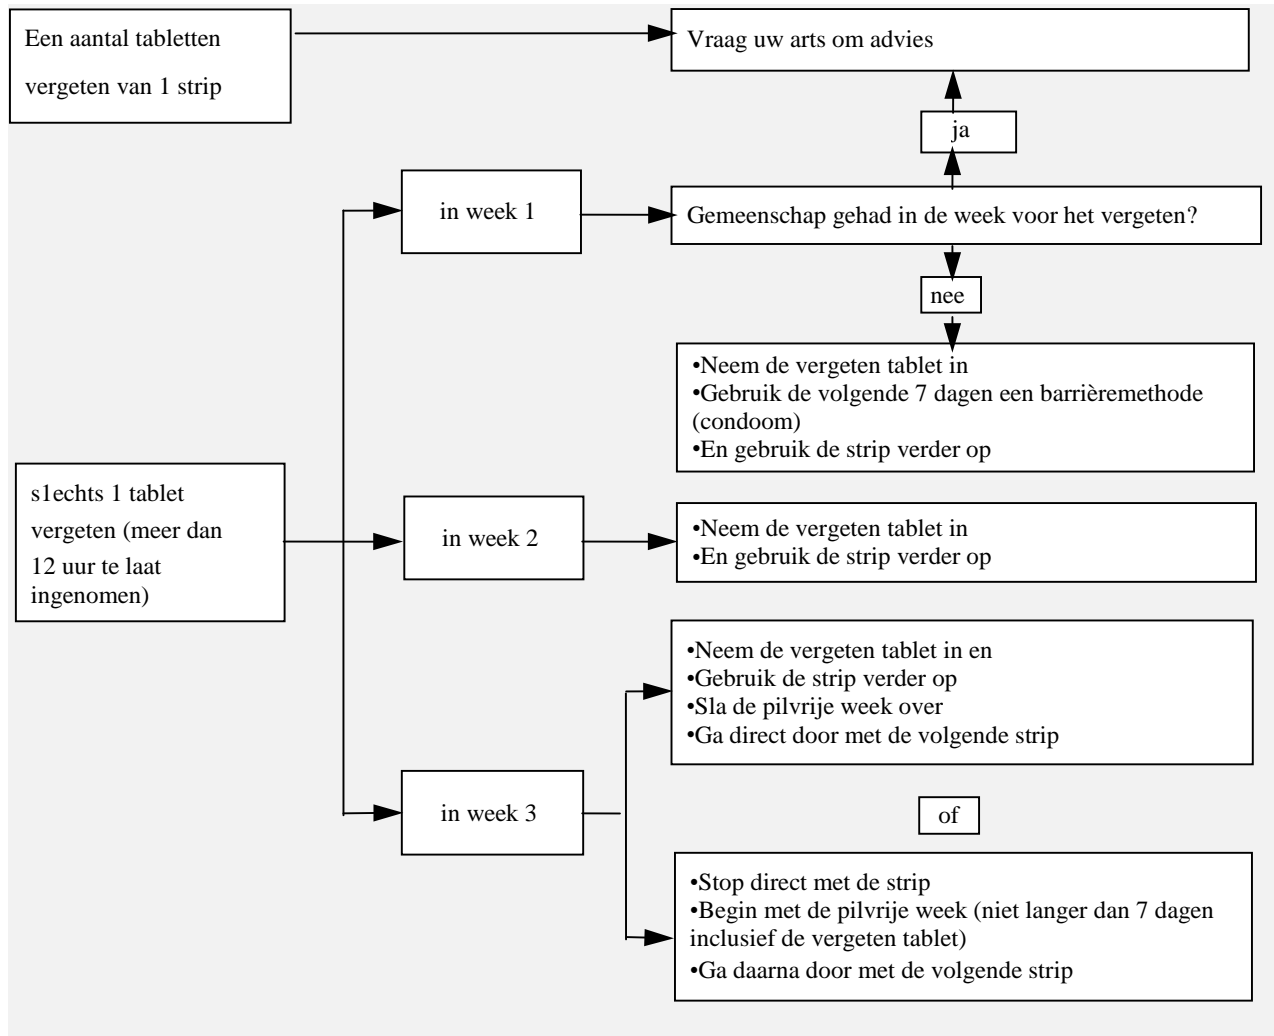 Een aantal tabletten
vergeten van 1 strip
Vraag uw arts om advies
ja
in week 1
Gemeenschap gehad in de week voor het vergeten?
nee
•Neem de vergeten tablet in
•Gebruik de volgende 7 dagen een barrièremethode
(condoom)
•En gebruik de strip verder op
s1echts 1 tablet
vergeten (meer dan
12 uur te laat
ingenomen)
in week 2
•Neem de vergeten tablet in
•En gebruik de strip verder op
•Neem de vergeten tablet in en
•Gebruik de strip verder op
•Sla de pilvrije week over
•Ga direct door met de volgende strip
in week 3
of
•Stop direct met de strip
•Begin met de pilvrije week (niet langer dan 7 dagen
inclusief de vergeten tablet)
•Ga daarna door met de volgende strip